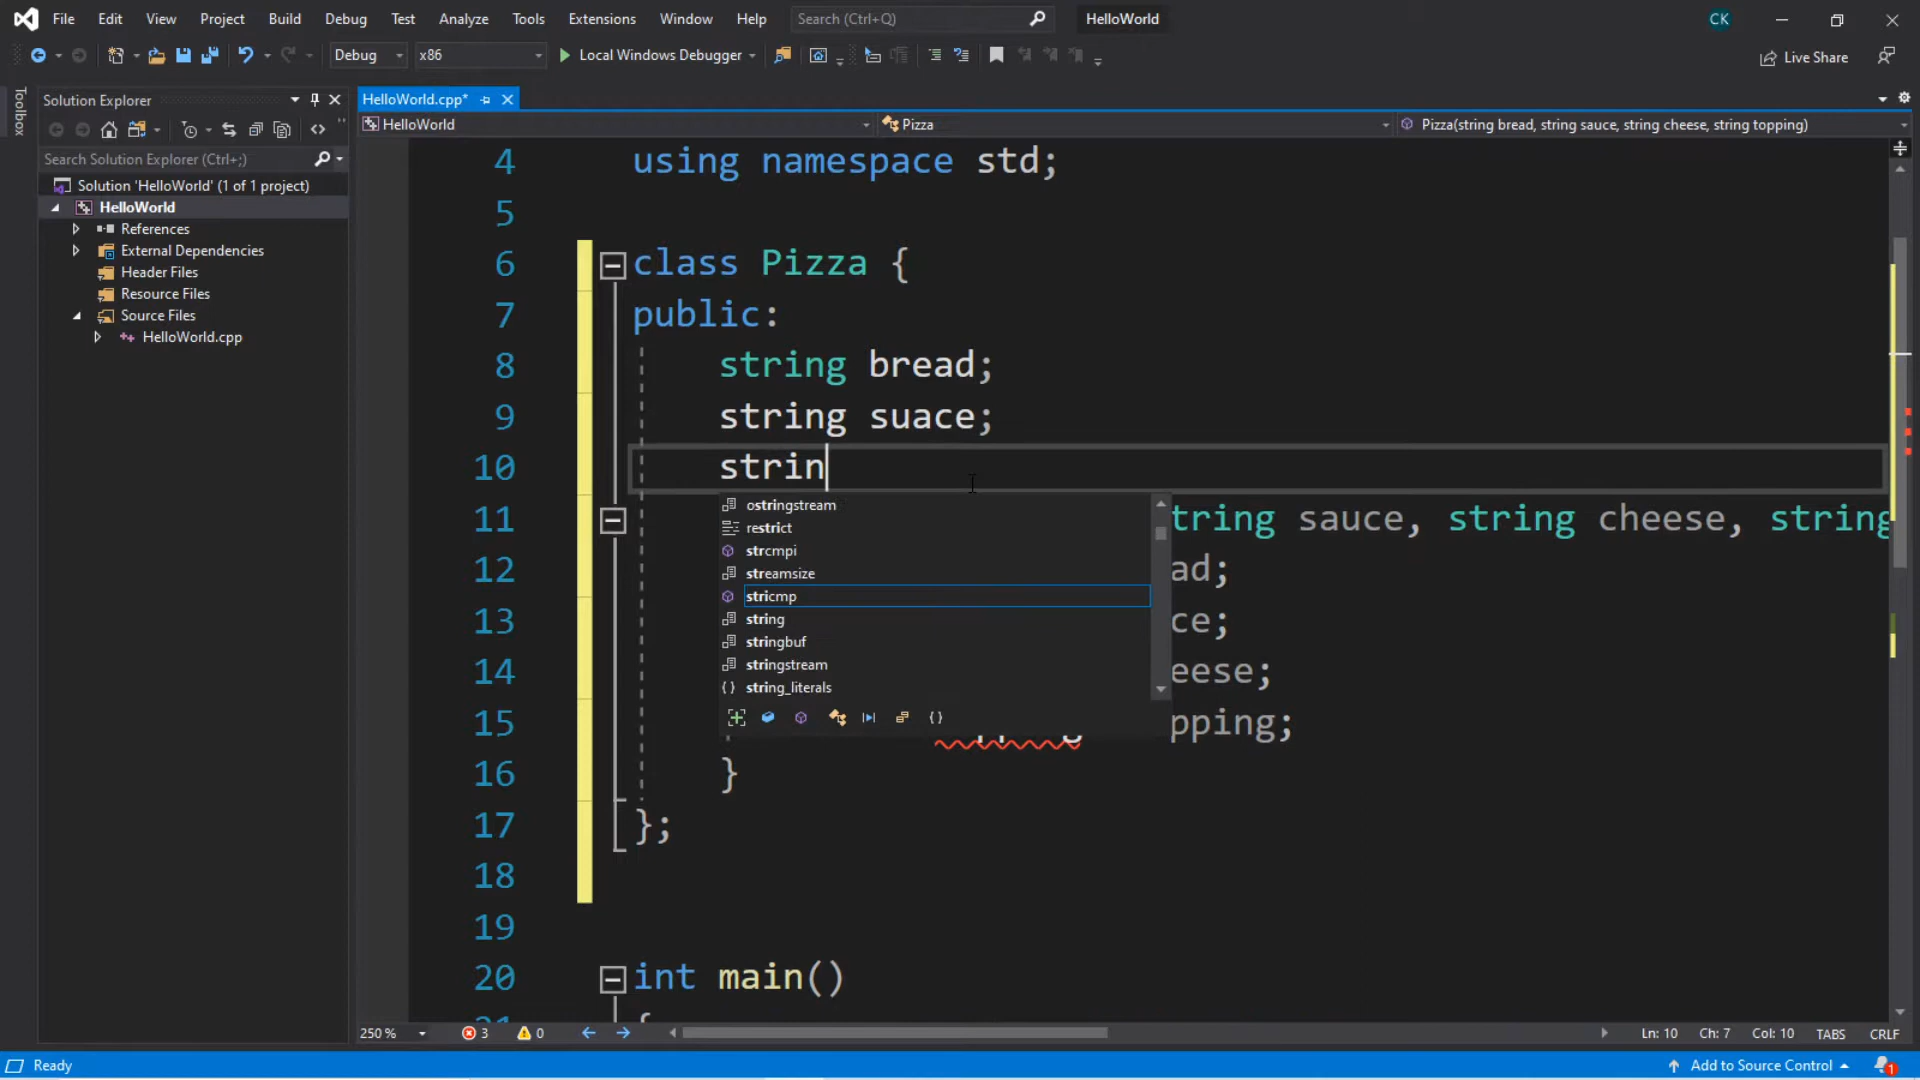 File Edit View Project Build Debug Test Analyze Tools Extensions Window Help Search (Ctrl+Q) HelloWorld CK
Debug x86 Local Windows Debugger Live Share
Toolbox
Solution Explorer
Search Solution Explorer (Ctrl+;)
Solution 'HelloWorld' (1 of 1 project)
HelloWorld
References
External Dependencies
Header Files
Resource Files
Source Files
HelloWorld.cpp
HelloWorld.cpp*
HelloWorld Pizza Pizza(string bread, string sauce, string cheese, string topping)
4 using namespace std;
5
6 class Pizza {
7 public:
8 string bread;
9 string suace;
10 strin
11 tring sauce, string cheese, string
12 ad;
13 ce;
14 eese;
15 pping;
16 }
17 };
18
19
20 int main()
{
ostringstream
restrict
strcmpi
streamsize
stricmp
string
stringbuf
stringstream
string_literals
250 % 3 0 Ln: 10 Ch: 7 Col: 10 TABS CRLF
Ready Add to Source Control 1